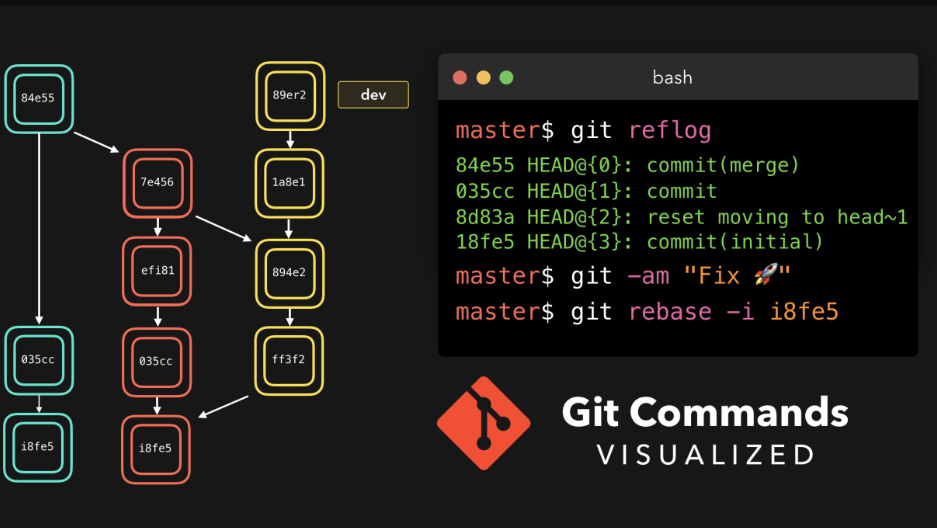 84e55
89er2
dev
7e456
1a8e1
efi81
894e2
035cc
035cc
ff3f2
i8fe5
i8fe5
bash
master$ git reflog
84e55 HEAD@{0}: commit(merge)
035cc HEAD@{1}: commit
8d83a HEAD@{2}: reset moving to head~1
18fe5 HEAD@{3}: commit(initial)
master$ git -am "Fix 🚀"
master$ git rebase -i i8fe5
Git Commands
VISUALIZED